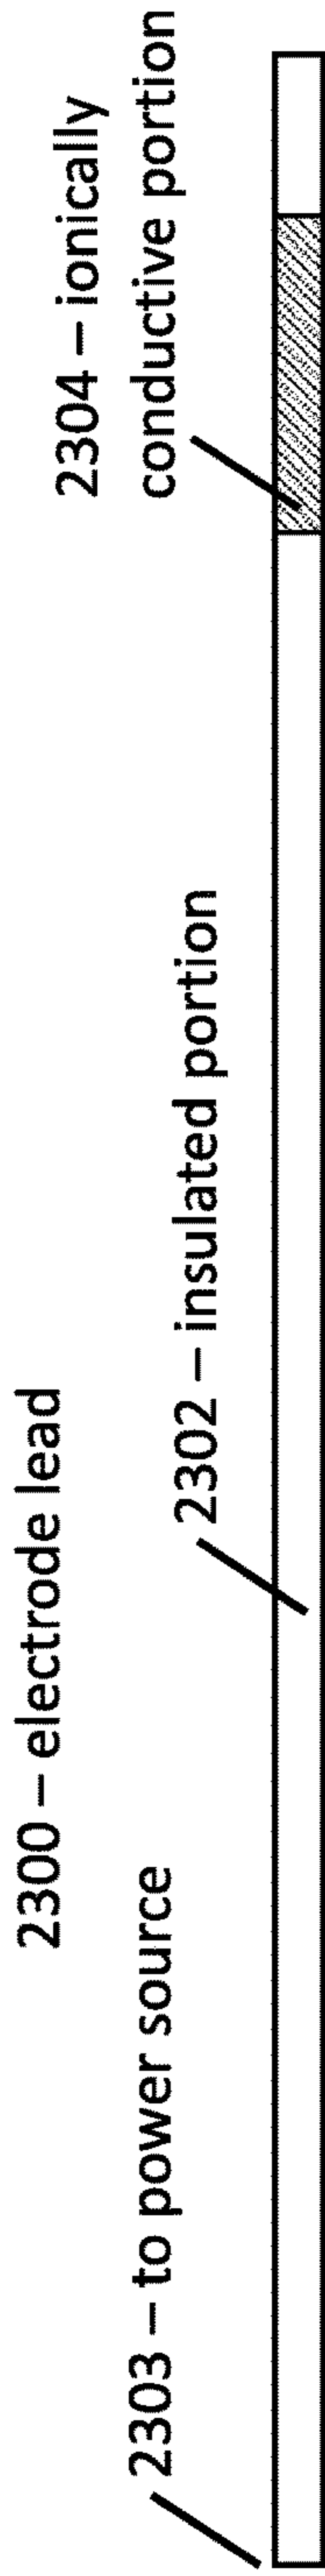 2300 – electrode lead
2303 – to power source
2302 – insulated portion
2304 – ionically
conductive portion